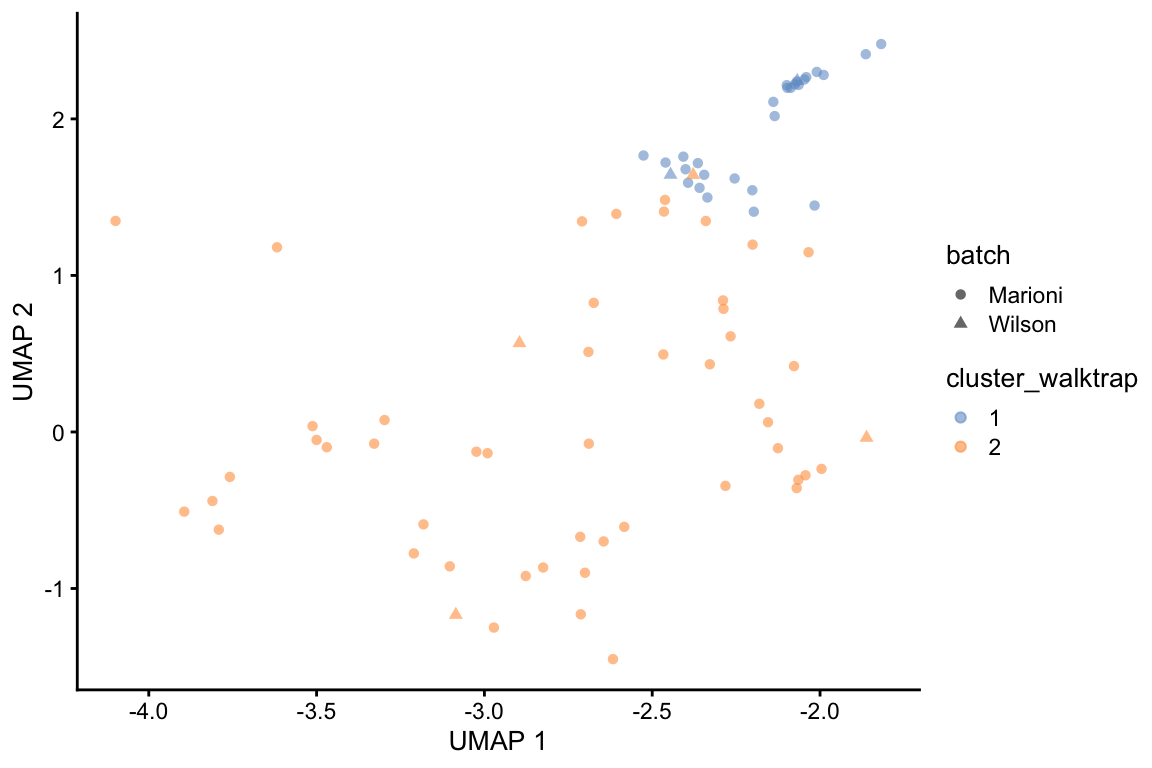 2
1
0
-1
UMAP 2
-4.0 -3.5 -3.0 -2.5 -2.0
UMAP 1
batch
Marioni
Wilson
cluster_walktrap
1
2